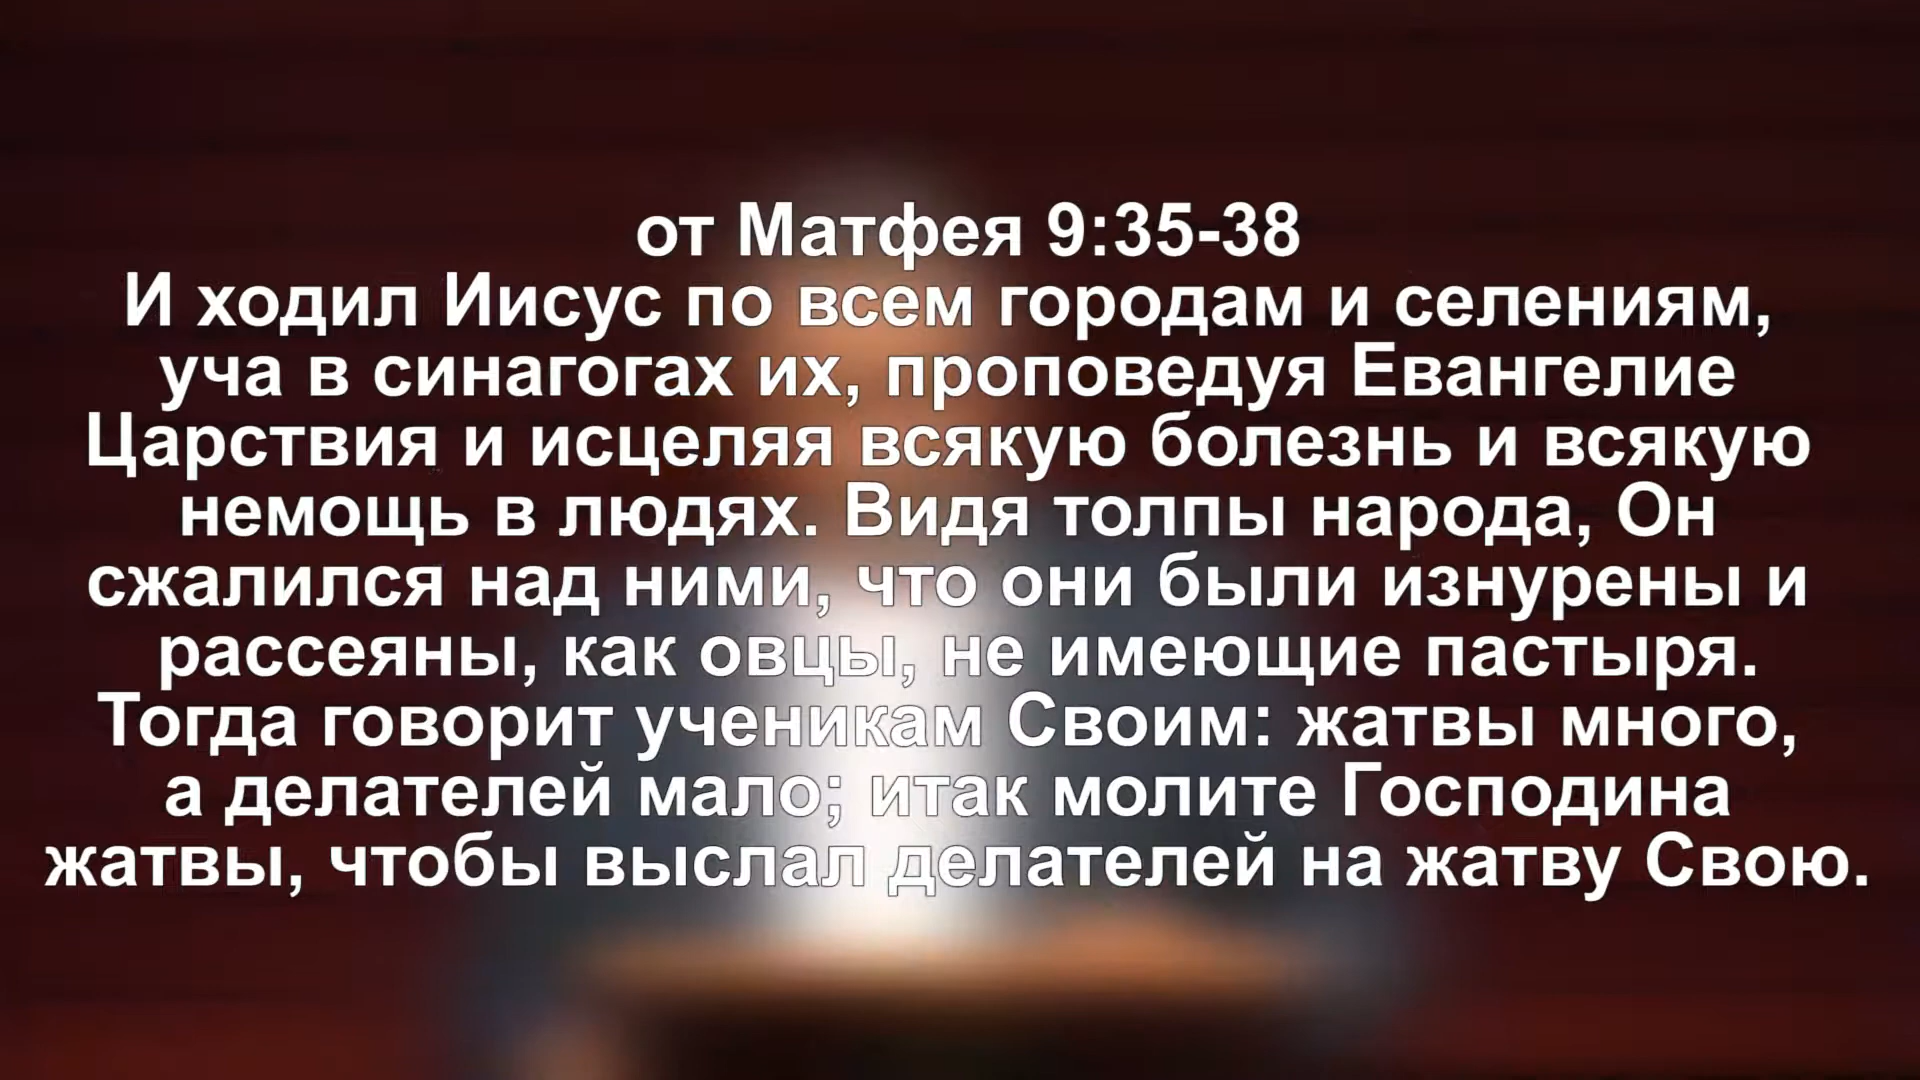 от Матфея 9:35-38
И ходил Иисус по всем городам и селениям,
уча в синагогах их, проповедуя Евангелие
Царствия и исцеляя всякую болезнь и всякую
немощь в людях. Видя толпы народа, Он
сжалился над ними, что они были изнурены и
рассеяны, как овцы, не имеющие пастыря.
Тогда говорит ученикам Своим: жатвы много,
а делателей мало; итак молите Господина
жатвы, чтобы выслал делателей на жатву Свою.